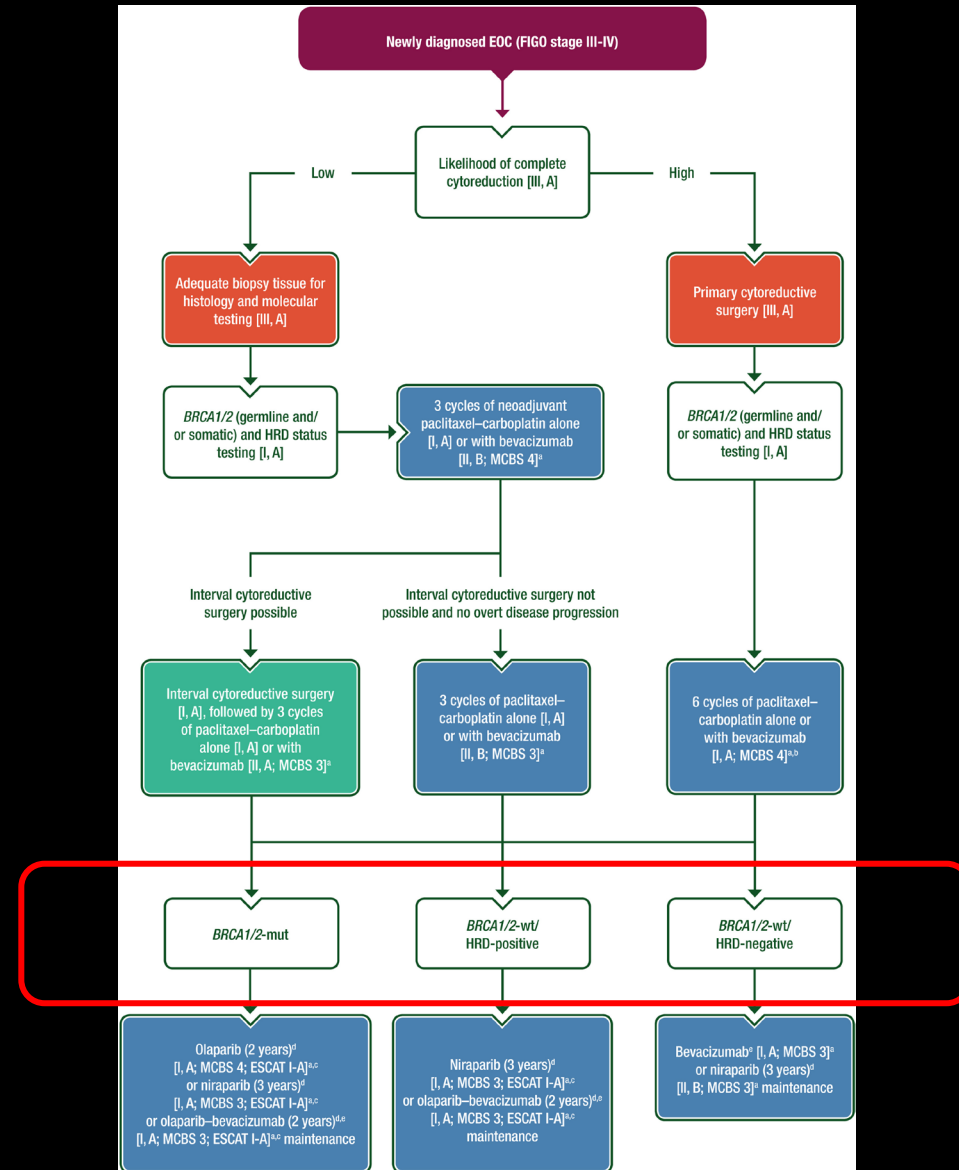 Newly diagnosed EOC (FIGO stage III-IV)
Likelihood of complete
cytoreduction [III, A]
Low
High
Adequate biopsy tissue for
histology and molecular
testing [III, A]
Primary cytoreductive
surgery [III, A]
BRCA1/2 (germline and/
or somatic) and HRD status
testing [I, A]
3 cycles of neoadjuvant
paclitaxel–carboplatin alone
[I, A] or with bevacizumab
[II, B; MCBS 4]ᵃ
BRCA1/2 (germline and/
or somatic) and HRD status
testing [I, A]
Interval cytoreductive
surgery possible
Interval cytoreductive surgery not
possible and no overt disease progression
Interval cytoreductive surgery
[I, A], followed by 3 cycles
of paclitaxel–carboplatin
alone [I, A] or with
bevacizumab [II, A; MCBS 3]ᵃ
3 cycles of paclitaxel–
carboplatin alone [I, A]
or with bevacizumab
[II, B; MCBS 3]ᵃ
6 cycles of paclitaxel–
carboplatin alone or
with bevacizumab
[I, A; MCBS 4]ᵃ,ᵇ
BRCA1/2-mut
BRCA1/2-wt/
HRD-positive
BRCA1/2-wt/
HRD-negative
Olaparib (2 years)ᵈ
[I, A; MCBS 4; ESCAT I-A]ᵃ,ᶜ
or niraparib (3 years)ᵈ
[I, A; MCBS 3; ESCAT I-A]ᵃ,ᶜ
or olaparib–bevacizumab (2 years)ᵈ,ᵉ
[I, A; MCBS 3; ESCAT I-A]ᵃ,ᶜ maintenance
Niraparib (3 years)ᵈ
[I, A; MCBS 3; ESCAT I-A]ᵃ,ᶜ
or olaparib–bevacizumab (2 years)ᵈ,ᵉ
[I, A; MCBS 3; ESCAT I-A]ᵃ,ᶜ
maintenance
Bevacizumabᵉ [I, A; MCBS 3]ᵃ
or niraparib (3 years)ᵈ
[II, B; MCBS 3]ᵃ maintenance